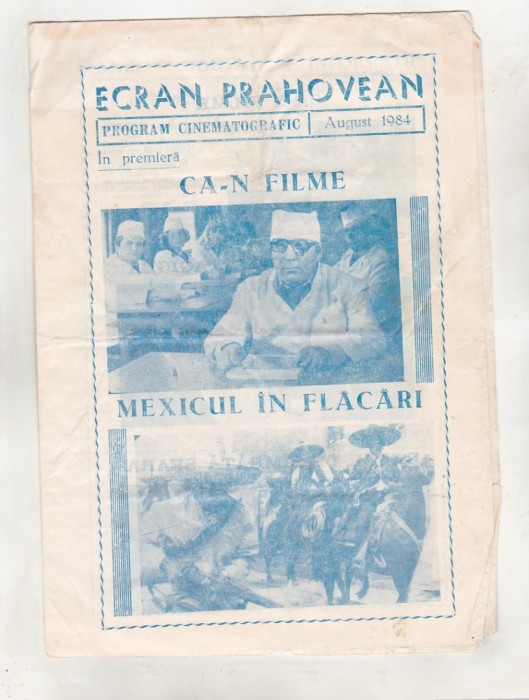 ECRAN PRAHOVEAN
PROGRAM CINEMATOGRAFIC | August 1984
În premieră
CA-N FILME
MEXICUL ÎN FLĂCĂRI